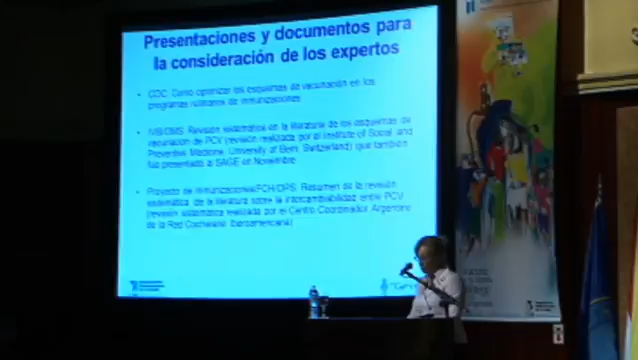 Presentaciones y documentos para
la consideración de los expertos
• CDC: Como optimizar los esquemas de vacunación en los
programas rutinarios de inmunizaciones
• IVB/OMS: Revisión sistemática en la literatura de los esquemas de
vacunación de PCV (revisión realizada por el Institute of Social and
Preventive Medicine, University of Bern, Switzerland) que también
fue presentado a SAGE en Noviembre
• Proyecto de Inmunizaciones/FCH/OPS: Resumen de la revisión
sistemática de la literatura sobre la intercambiabilidad entre PCV
(revisión sistemática realizada por el Centro Coordinador Argentino
de la Red Cochrane Iberoamericana)